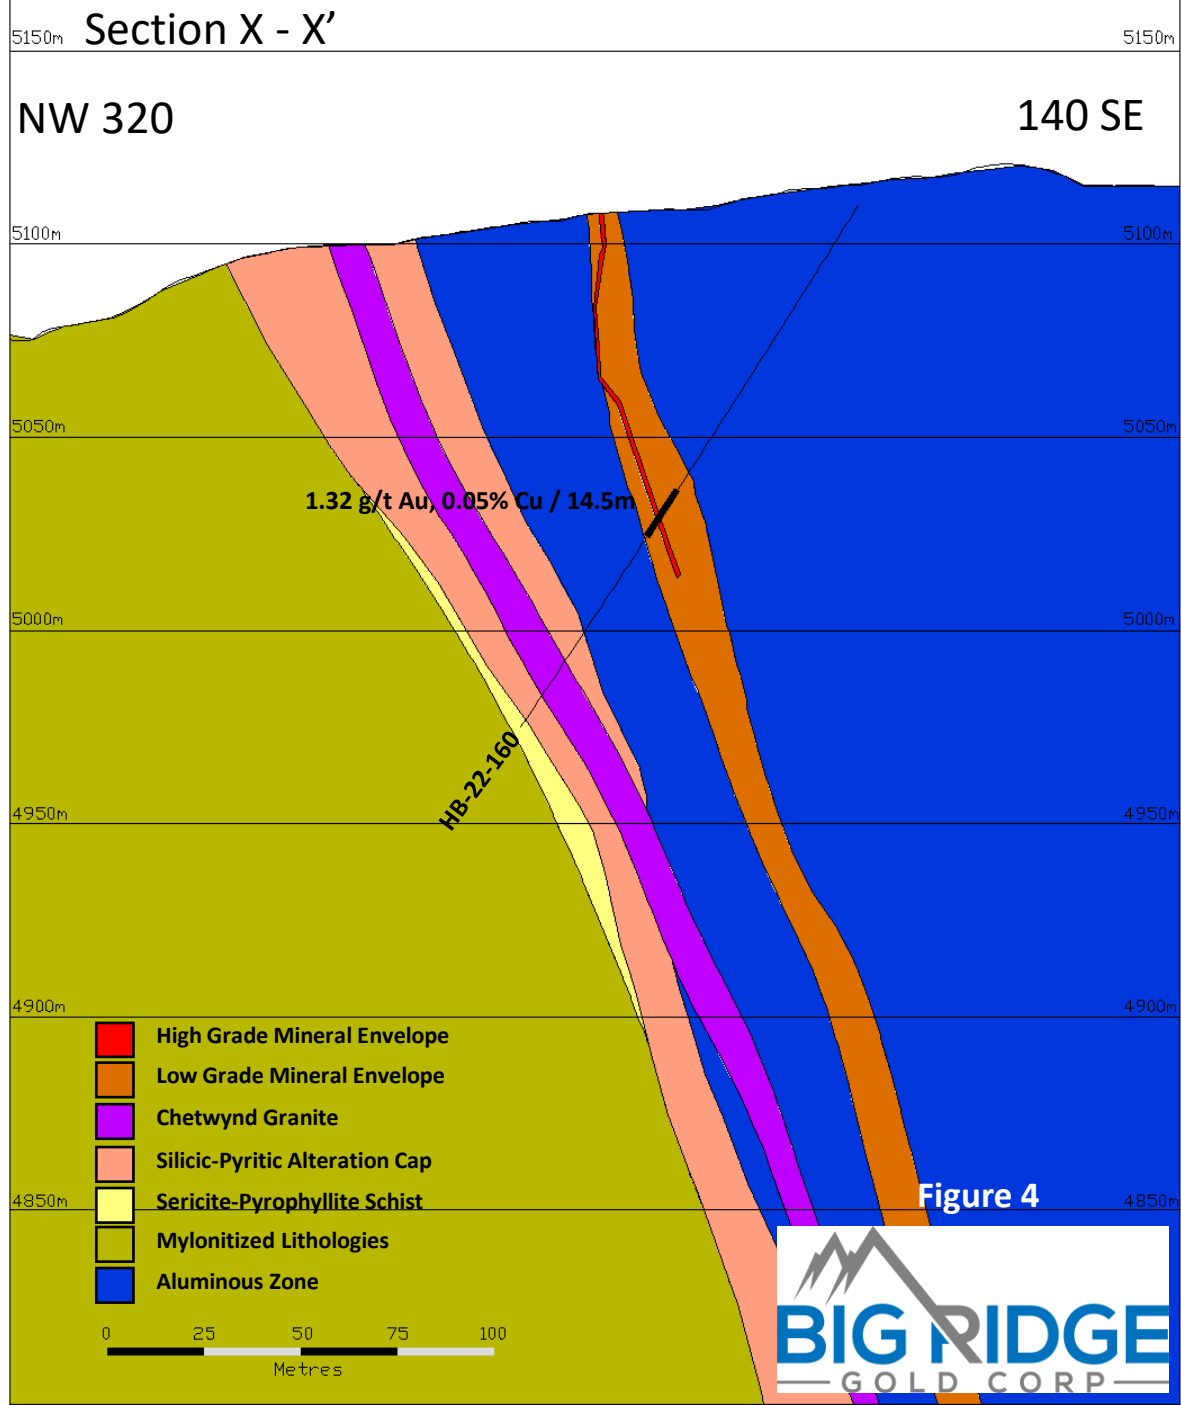 Section X - X’
5150m 5150m
NW 320 140 SE
5100m 5100m
5050m 5050m
1.32 g/t Au, 0.05% Cu / 14.5m
5000m 5000m
HB-22-160
4950m 4950m
4900m 4900m
High Grade Mineral Envelope
Low Grade Mineral Envelope
Chetwynd Granite
Silicic-Pyritic Alteration Cap
4850m Sericite-Pyrophyllite Schist Figure 4 4850m
Mylonitized Lithologies
Aluminous Zone
0 25 50 75 100
Metres
BIG RIDGE
GOLD CORP